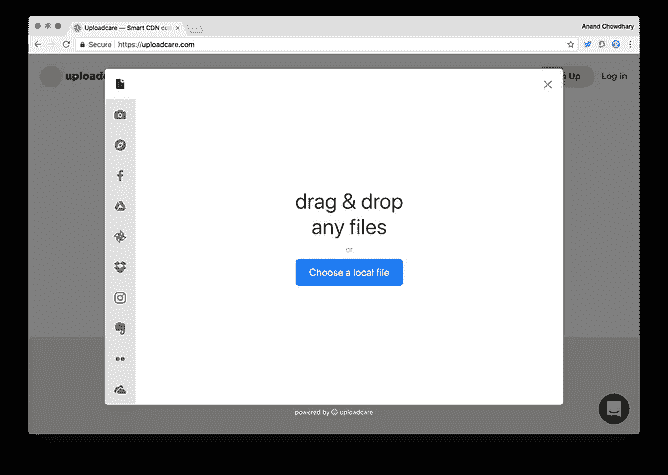 Uploadcare — Smart CDN
Anand Chowdhary
Secure | https://uploadcare.com
uploadc
Up
Log in
drag & drop
any files
or
Choose a local file
powered by uploadcare